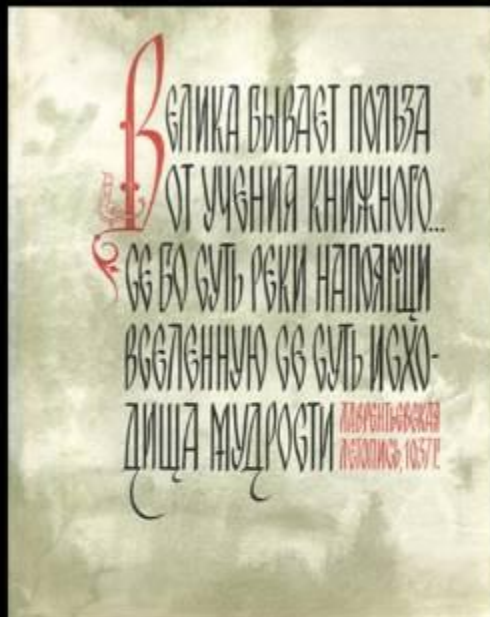 ВЕЛИКА БЫВАЕТ ПОЛЬЗА
ОТ УЧЕНИЯ КНИЖНОГО...
СЕ БО СУТЬ РЕКИ НАПОЯЮЩИ
ВСЕЛЕННУЮ СЕ СУТЬ ИСХО-
ДИЩА МУДРОСТИ
ЛАВРЕНТЬЕВСКАЯ
ЛЕТОПИСЬ, 1037 Г.